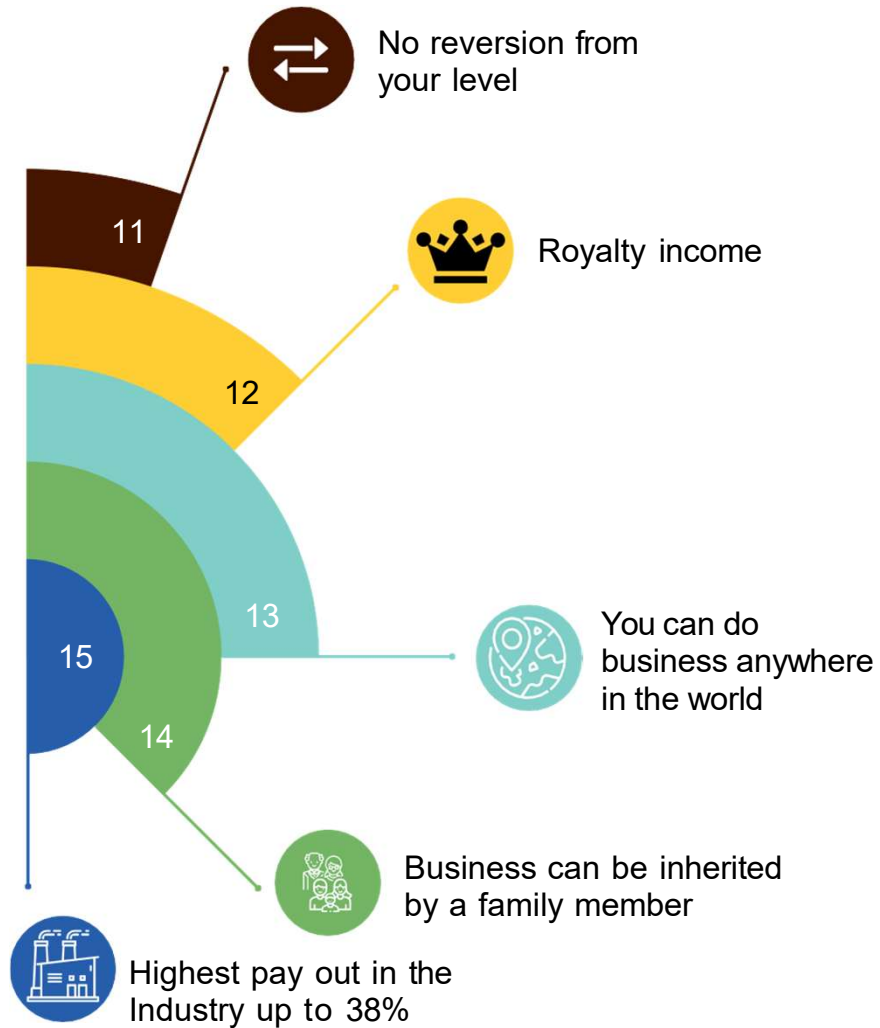 No reversion from
your level
11
Royalty income
12
13
You can do
business anywhere
in the world
15
14
Business can be inherited
by a family member
Highest pay out in the
Industry up to 38%